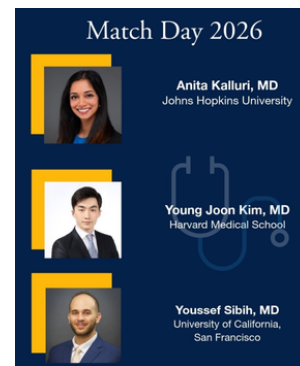 Match Day 2026
Anita Kalluri, MD
Johns Hopkins University
Young Joon Kim, MD
Harvard Medical School
Youssef Sibih, MD
University of California,
San Francisco